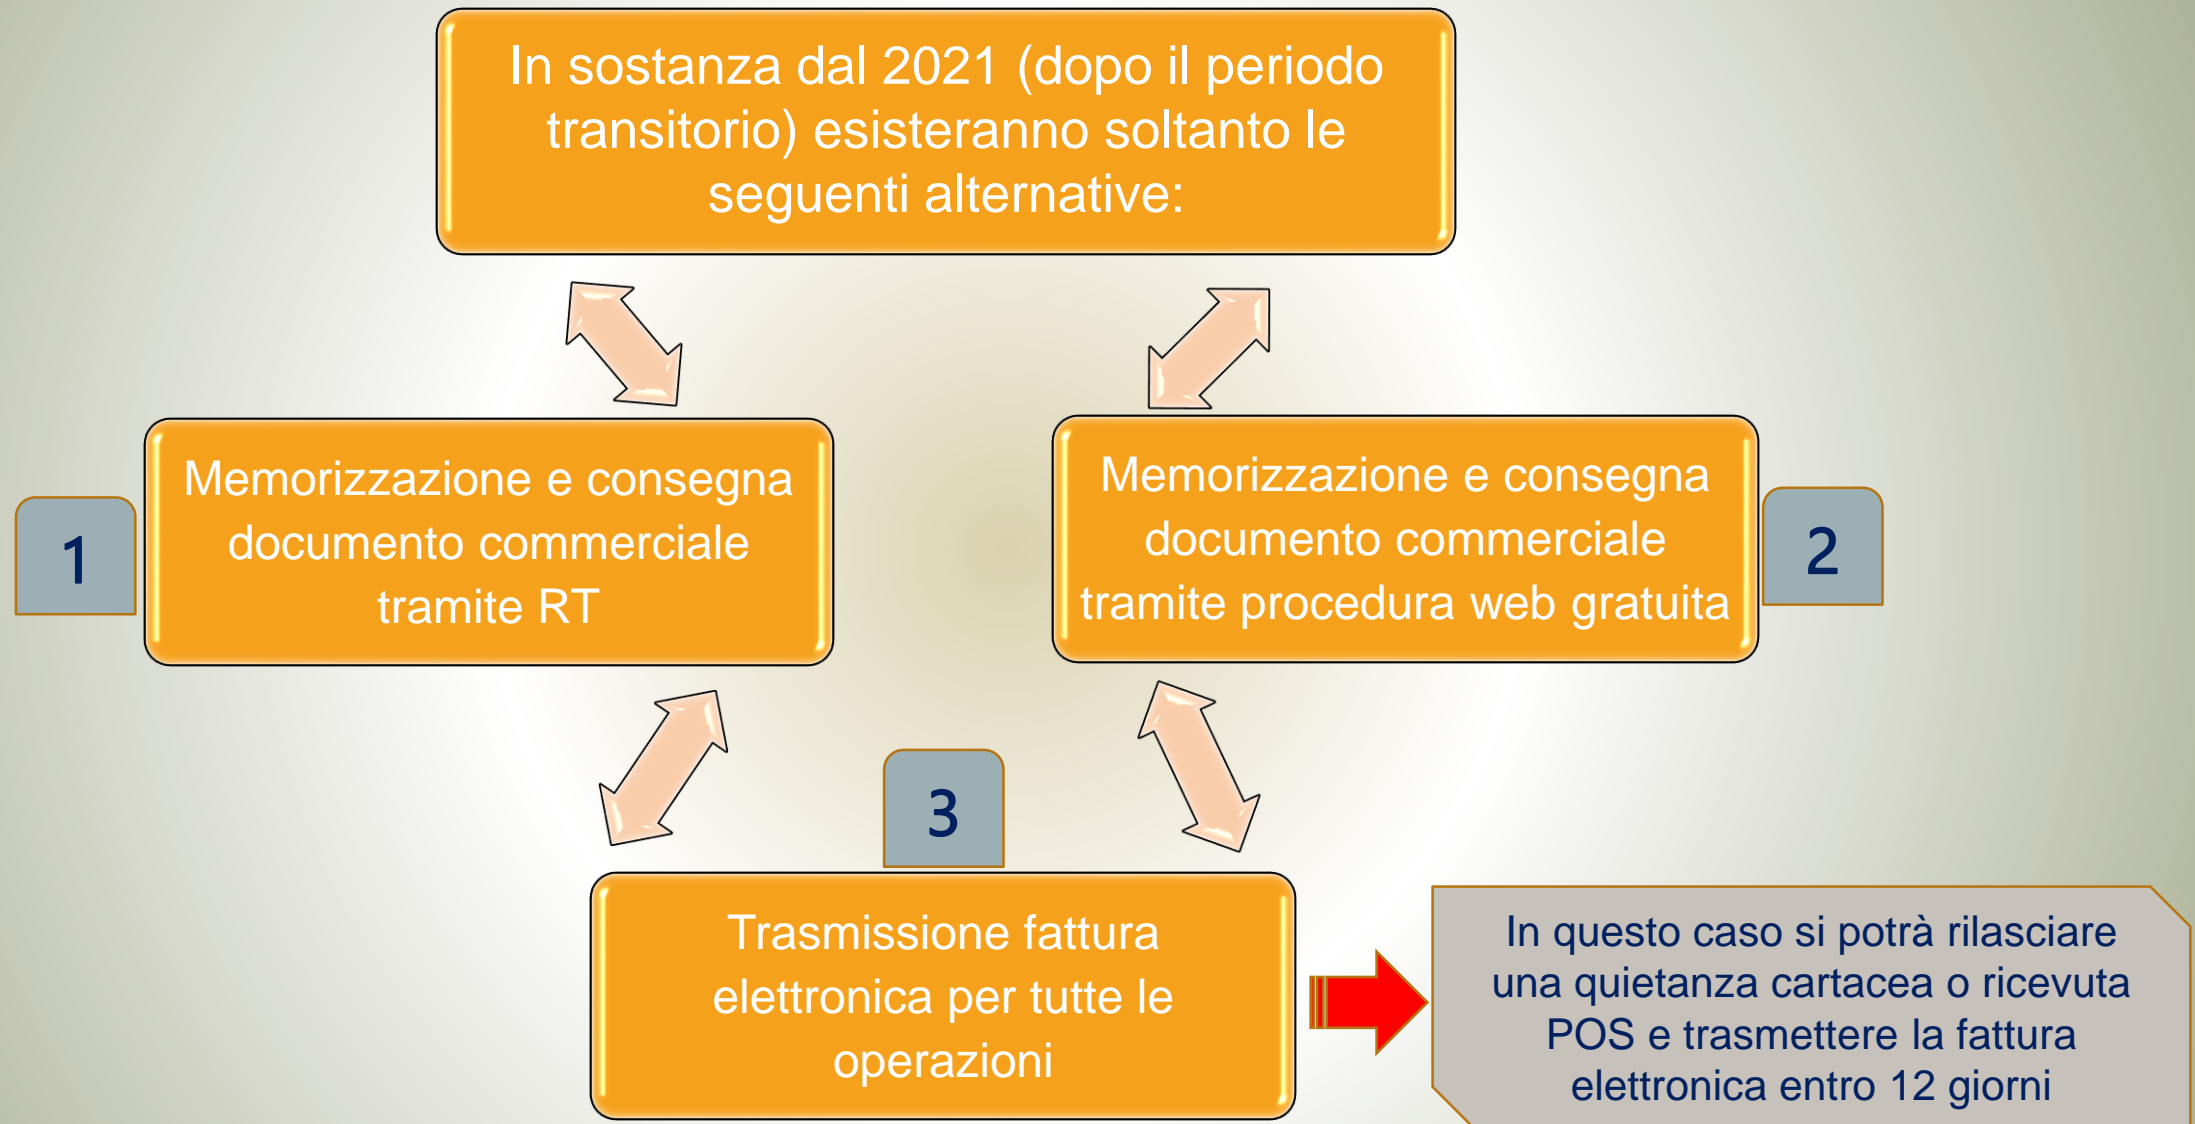 In sostanza dal 2021 (dopo il periodo
transitorio) esisteranno soltanto le
seguenti alternative:
1
Memorizzazione e consegna
documento commerciale
tramite RT
Memorizzazione e consegna
documento commerciale
tramite procedura web gratuita
2
3
Trasmissione fattura
elettronica per tutte le
operazioni
In questo caso si potrà rilasciare
una quietanza cartacea o ricevuta
POS e trasmettere la fattura
elettronica entro 12 giorni